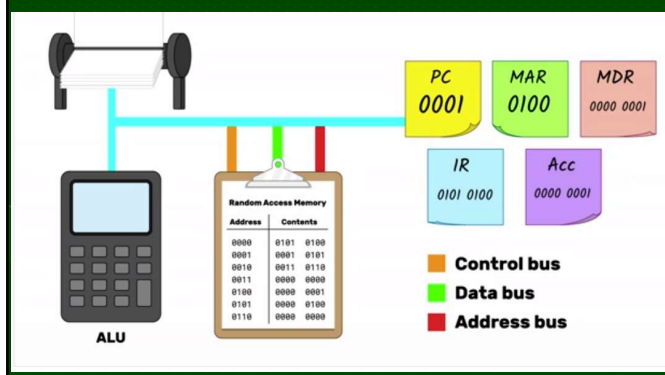 PC
0001
MAR
0100
MDR
0000 0001
IR
0101 0100
Acc
0000 0001
Random Access Memory
Address Contents
0000 0101 0100
0001 0001 0101
0010 0011 0110
0011 0000 0000
0100 0000 0001
0101 0000 0100
0110 0000 0000
ALU
Control bus
Data bus
Address bus